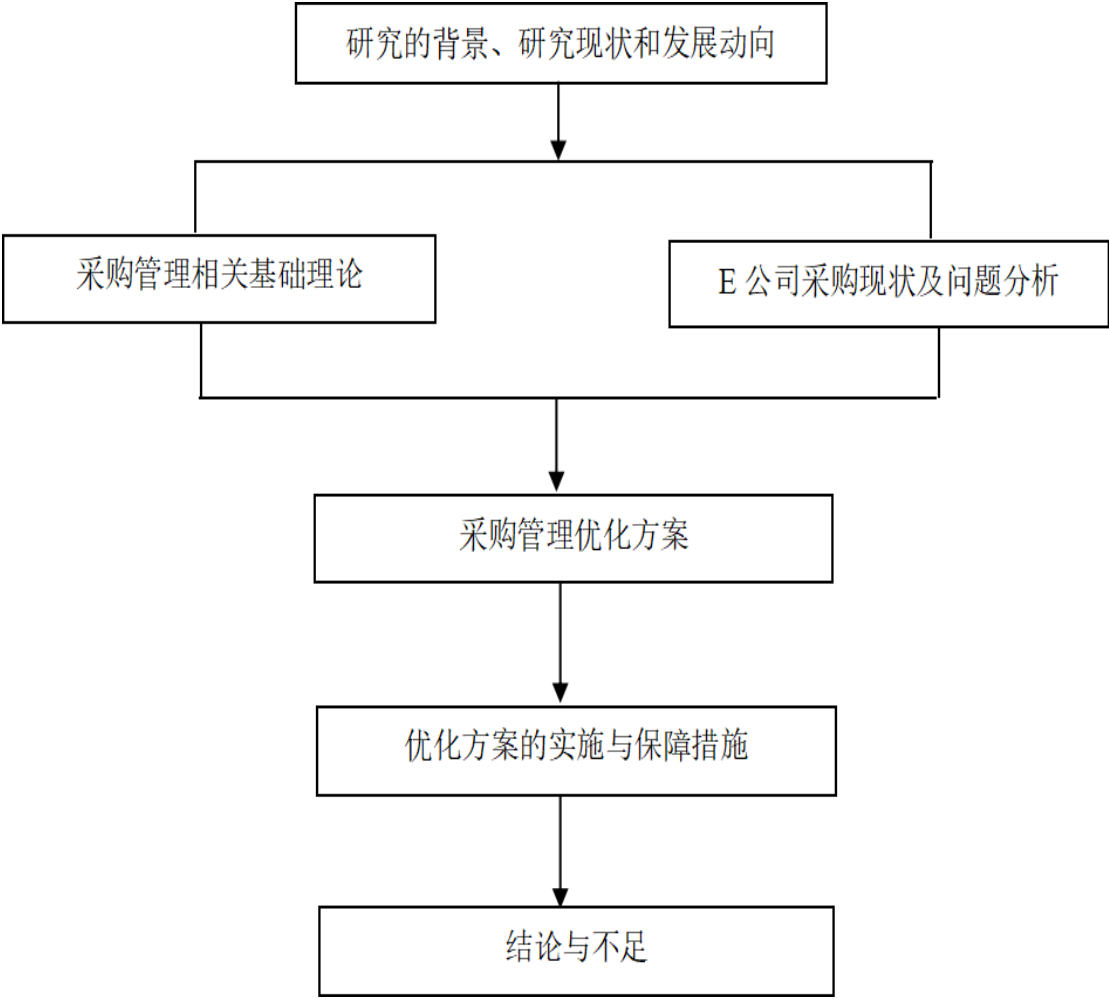 研究的背景、研究现状和发展动向
采购管理相关基础理论
E 公司采购现状及问题分析
采购管理优化方案
优化方案的实施与保障措施
结论与不足